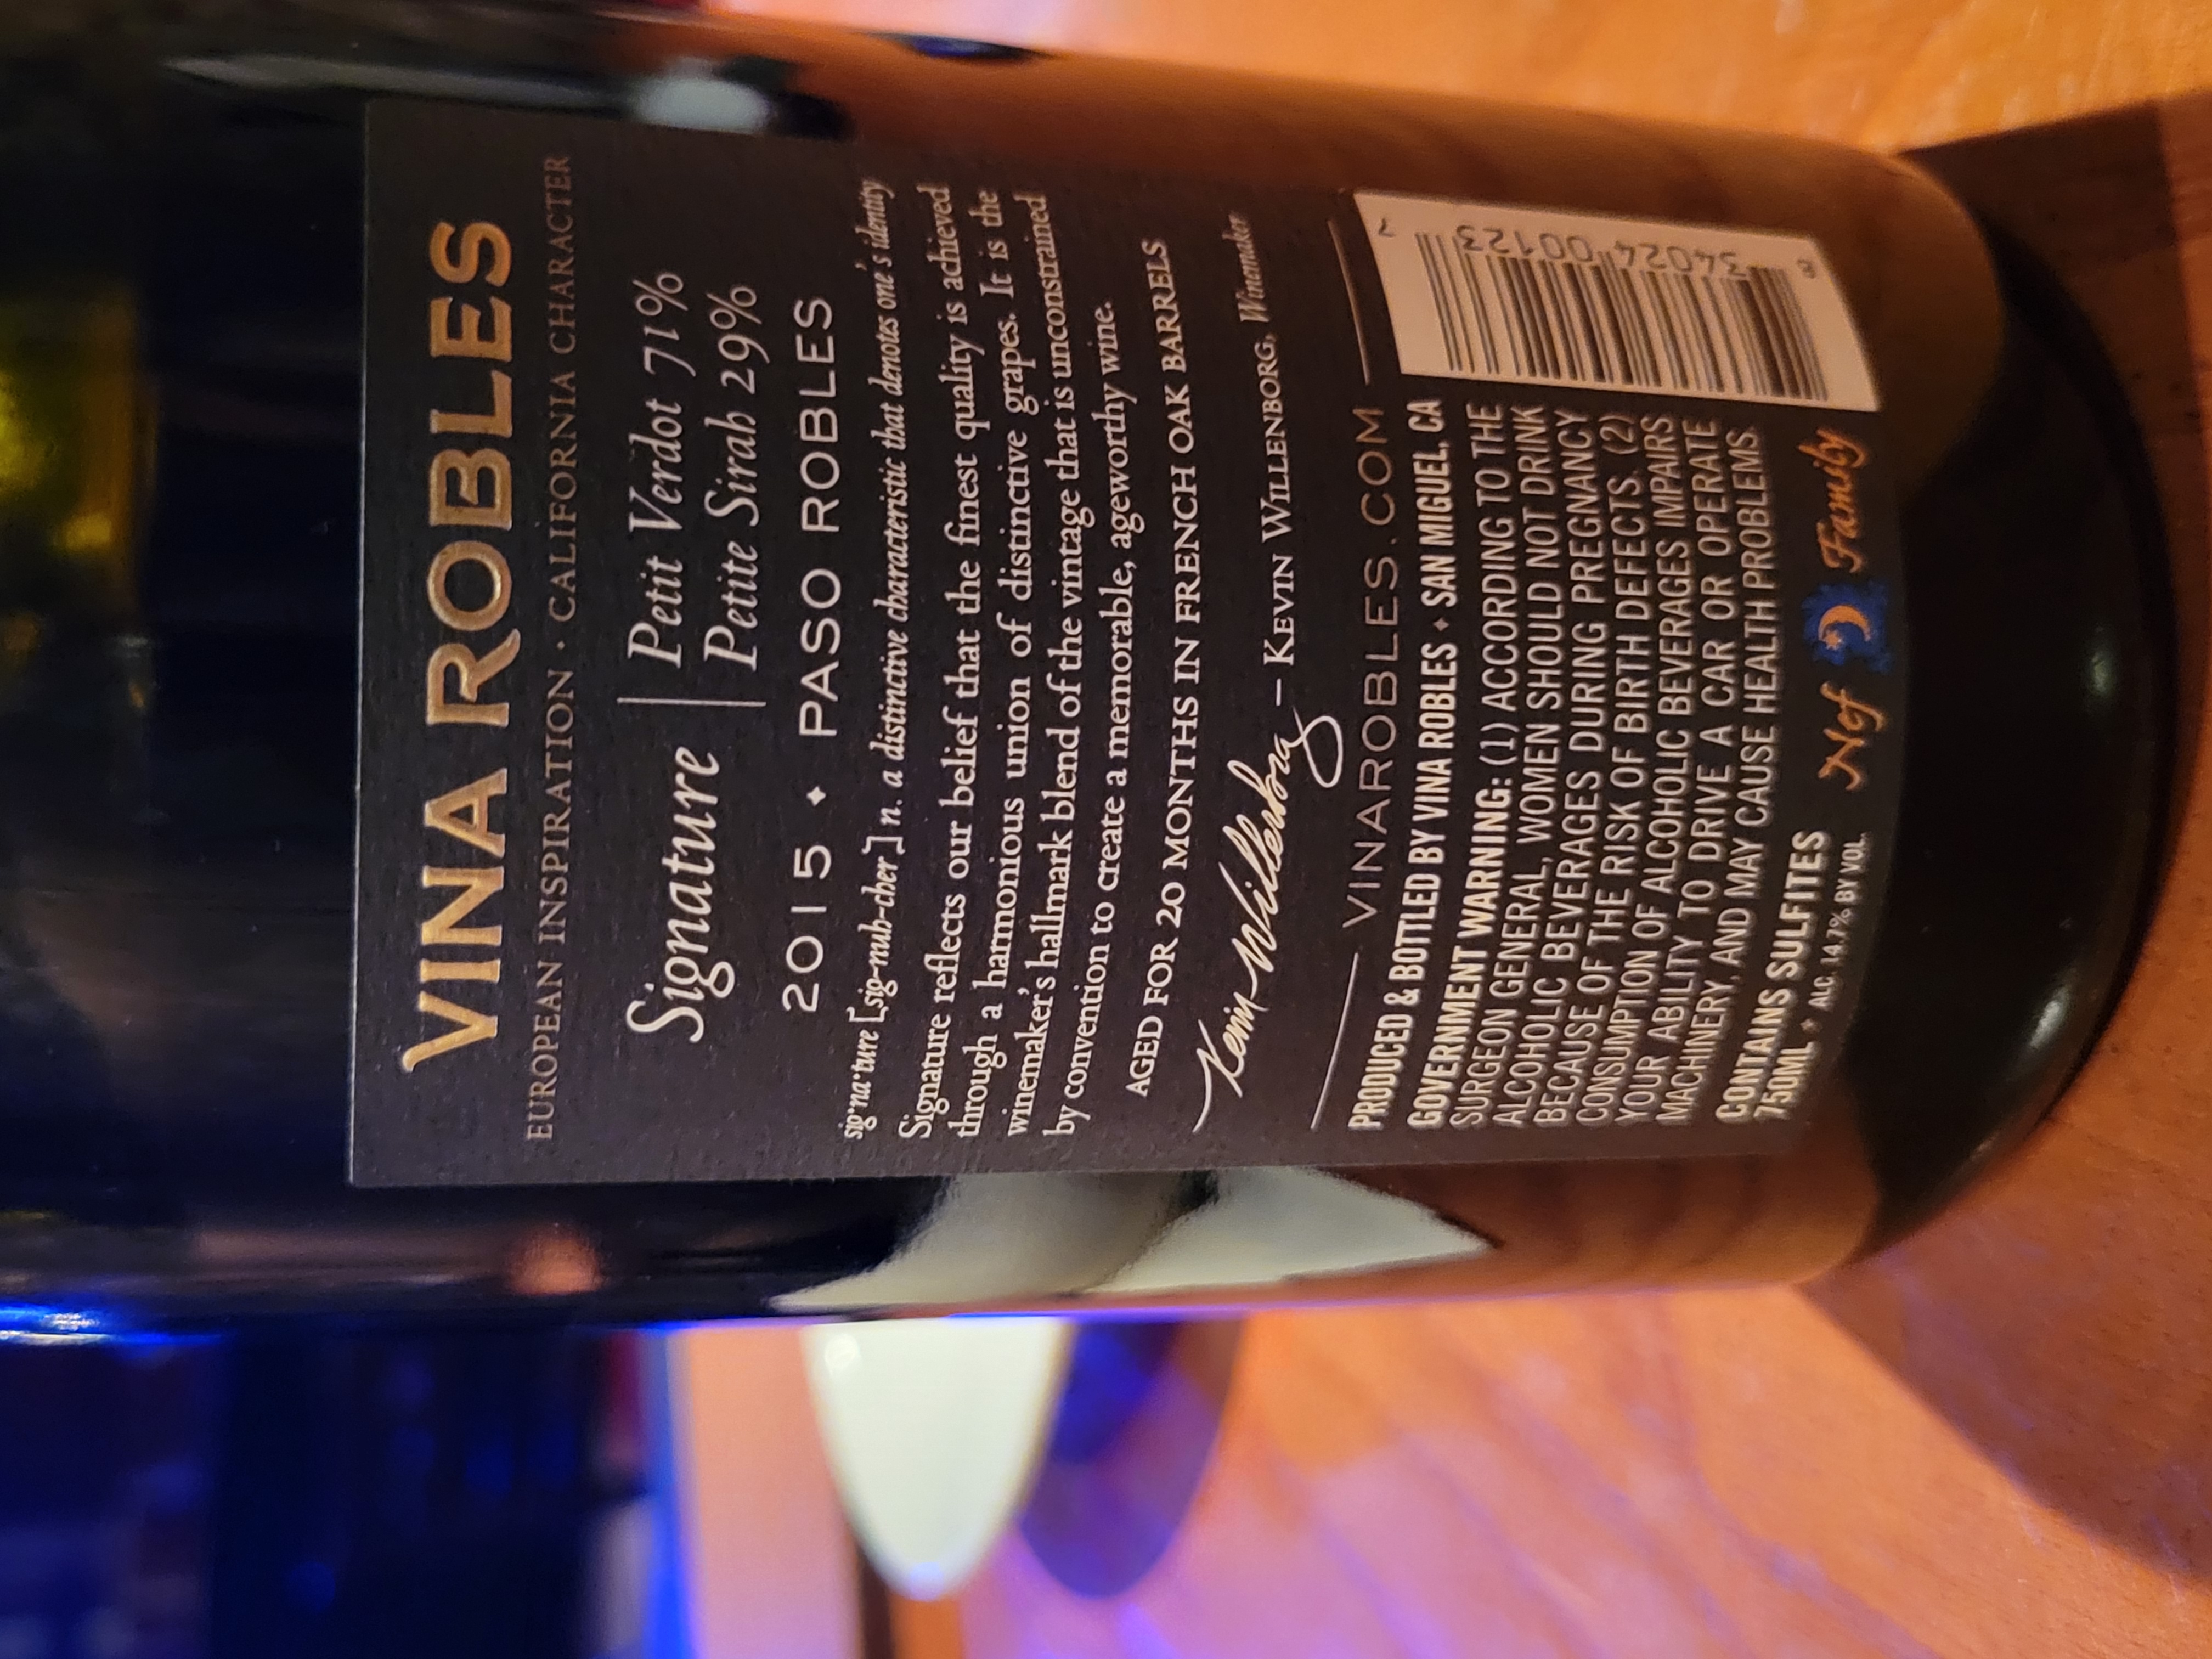 VINA ROBLES
EUROPEAN INSPIRATION · CALIFORNIA CHARACTER
Signature
Petit Verdot 71%
Petite Sirah 29%
2015 ✦ PASO ROBLES
sig•na•ture [sig-nuh-cher] n. a distinctive characteristic that denotes one's identity
Signature reflects our belief that the finest quality is achieved
through a harmonious union of distinctive grapes. It is the
winemaker's hallmark blend of the vintage that is unconstrained
by convention to create a memorable, ageworthy wine.
AGED FOR 20 MONTHS IN FRENCH OAK BARRELS
Kevin Willenborg – KEVIN WILLENBORG, Winemaker
VINAROBLES.COM
PRODUCED & BOTTLED BY VINA ROBLES ✦ SAN MIGUEL, CA
GOVERNMENT WARNING: (1) ACCORDING TO THE
SURGEON GENERAL, WOMEN SHOULD NOT DRINK
ALCOHOLIC BEVERAGES DURING PREGNANCY
BECAUSE OF THE RISK OF BIRTH DEFECTS. (2)
CONSUMPTION OF ALCOHOLIC BEVERAGES IMPAIRS
YOUR ABILITY TO DRIVE A CAR OR OPERATE
MACHINERY, AND MAY CAUSE HEALTH PROBLEMS.
CONTAINS SULFITES
750ML ✦ ALC. 14.7% BY VOL.
Nef Family
8 34024 00123 7